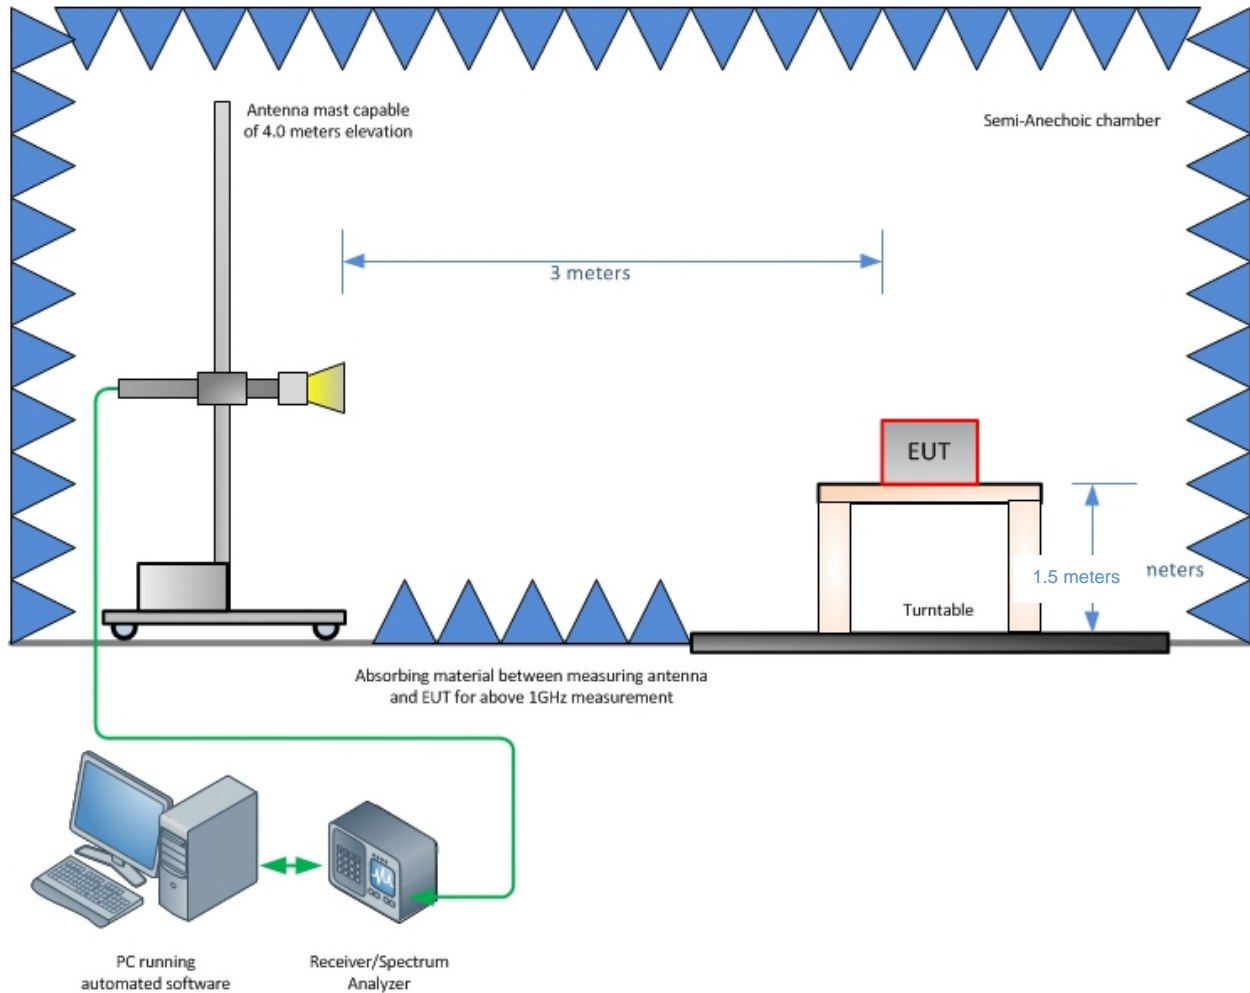 Antenna mast capable
of 4.0 meters elevation
Semi-Anechoic chamber
3 meters
EUT
1.5 meters
meters
Turntable
Absorbing material between measuring antenna
and EUT for above 1GHz measurement
PC running
automated software
Receiver/Spectrum
Analyzer